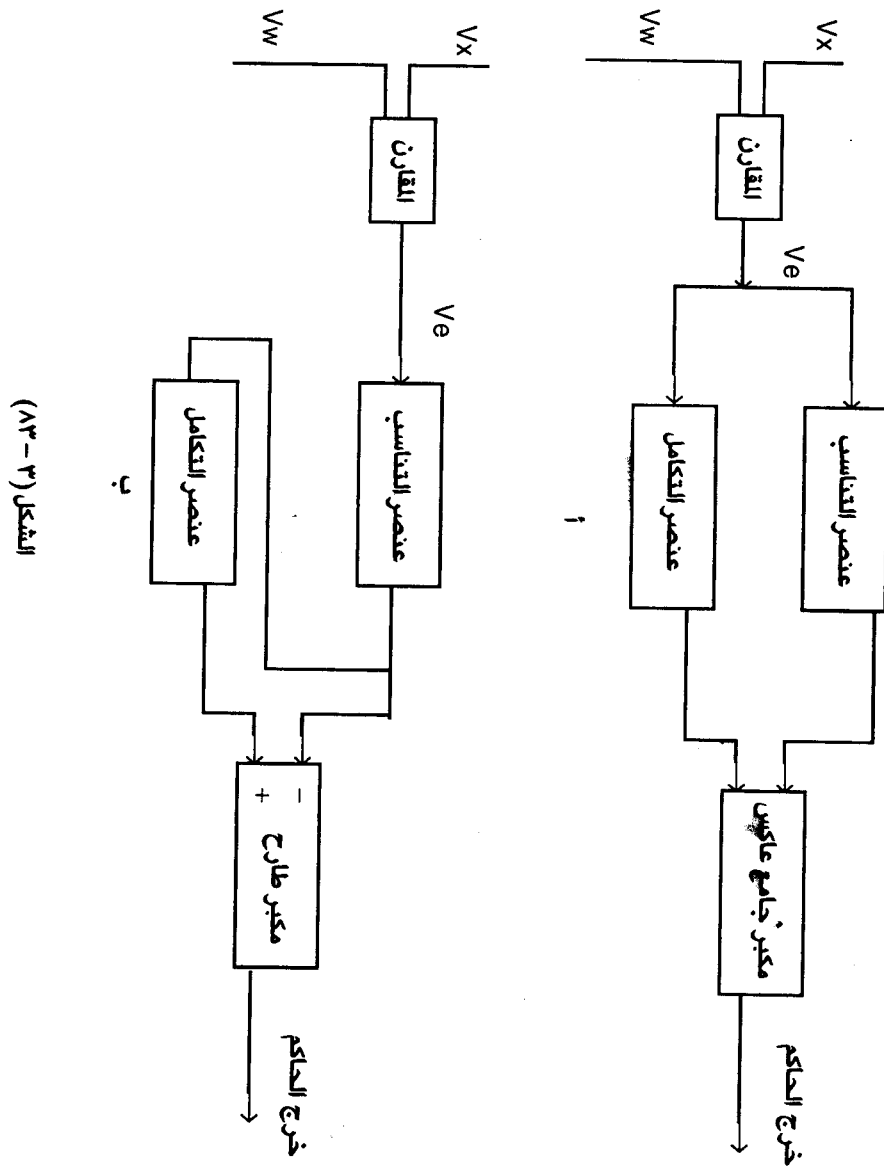 Vx
Vw
المقارن
Ve
عنصر التناسب
عنصر التكامل
مكبر جامع عاكس
خرج الحاكم
أ
Vx
Vw
المقارن
Ve
عنصر التناسب
عنصر التكامل
−
+
مكبر طارح
خرج الحاكم
ب
الشكل (٣ – ٨٣)